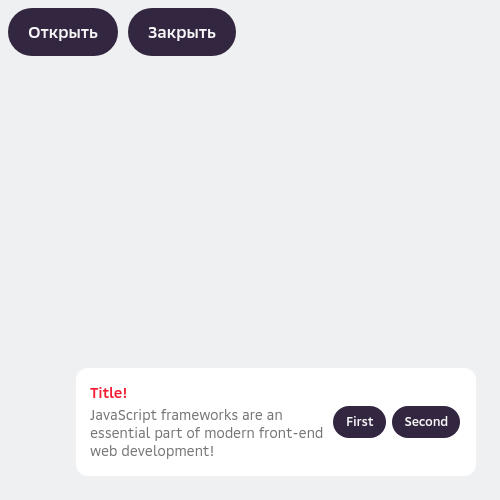 Открыть Закрыть
Title!
JavaScript frameworks are an
essential part of modern front-end
web development!
First Second